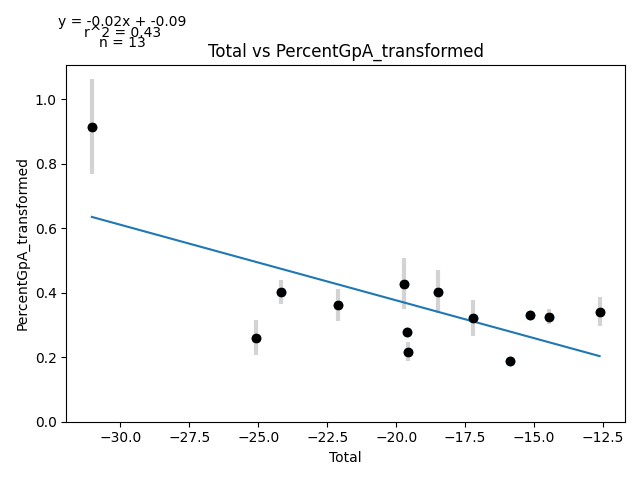 y = -0.02x + -0.09
r^2 = 0.43
n = 13
Total vs PercentGpA_transformed
PercentGpA_transformed
1.0
0.8
0.6
0.4
0.2
0.0
−30.0 −27.5 −25.0 −22.5 −20.0 −17.5 −15.0 −12.5
Total